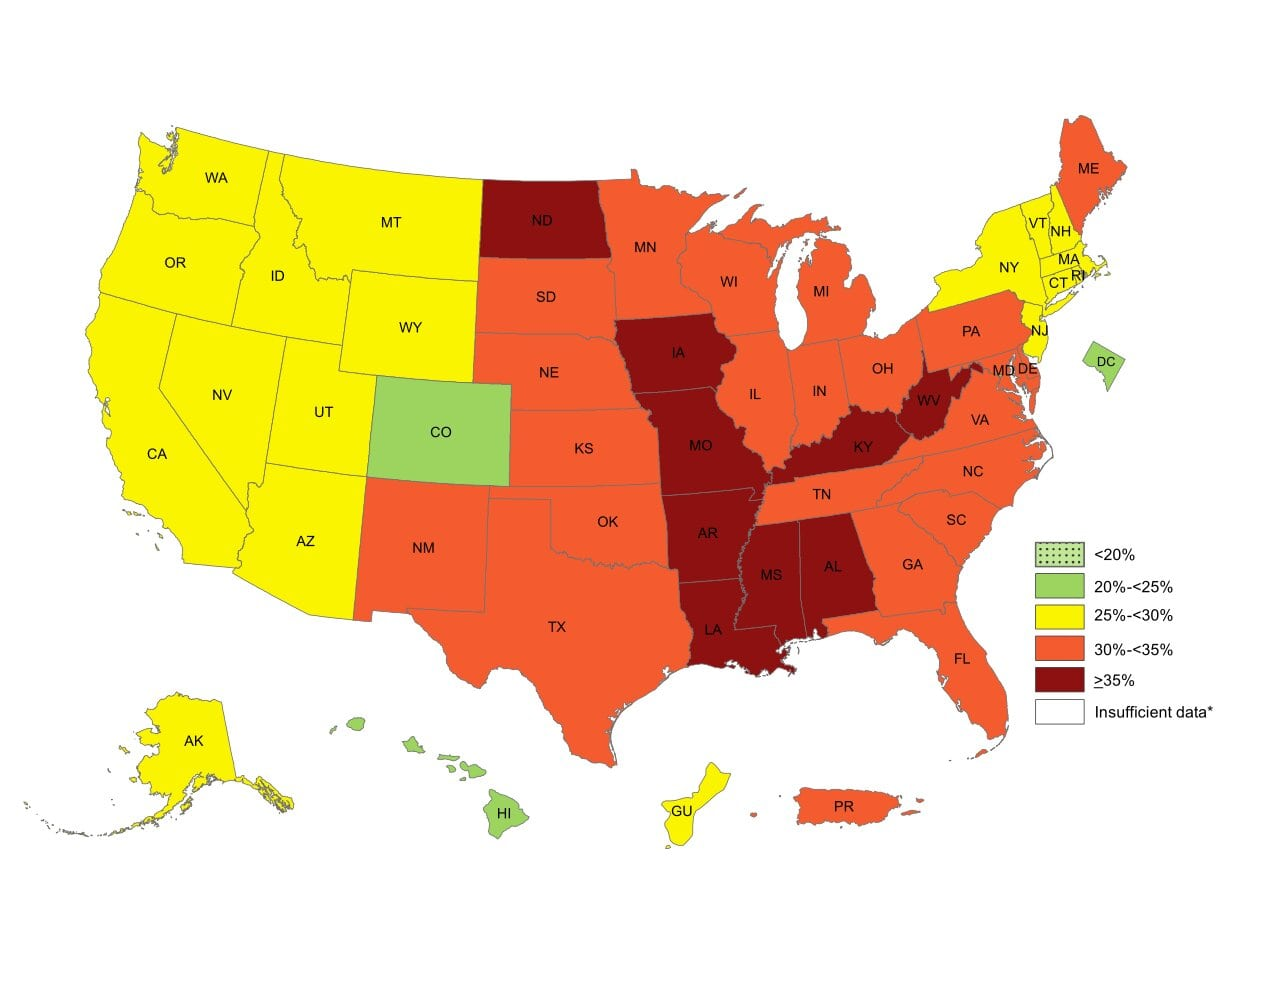 ME
WA
MT
ND
VT
NH
MN
OR
MA
NY
RI
ID
CT
WI
SD
MI
WY
PA
NJ
IA
DC
OH
MD
DE
NE
IN
IL
NV
WV
UT
VA
CO
MO
KY
KS
CA
NC
TN
OK
SC
AR
AZ
NM
<20%
GA
MS
AL
20%-<25%
25%-<30%
TX
LA
30%-<35%
FL
≥35%
Insufficient data*
AK
PR
GU
HI